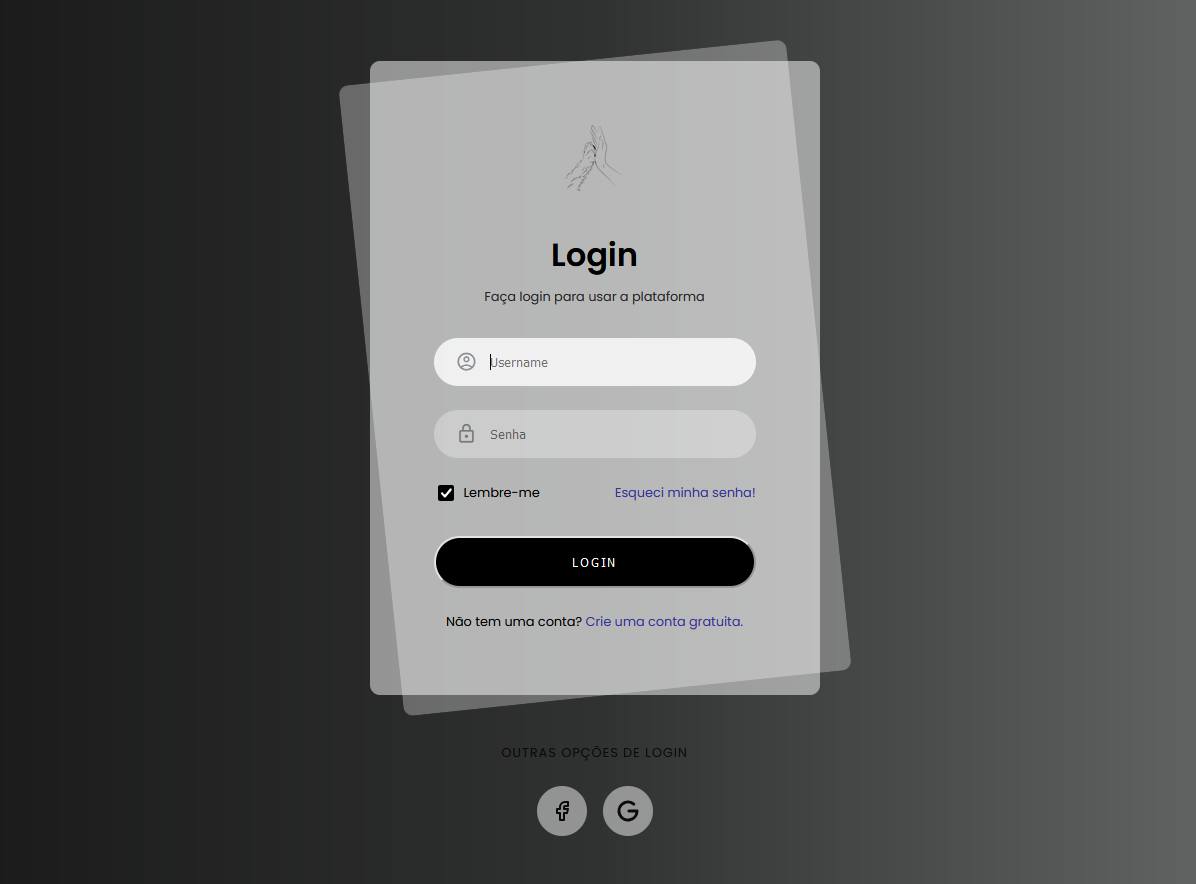 Login
Faça login para usar a plataforma
Username
Senha
Lembre-me Esqueci minha senha!
LOGIN
Não tem uma conta? Crie uma conta gratuita.
OUTRAS OPÇÕES DE LOGIN